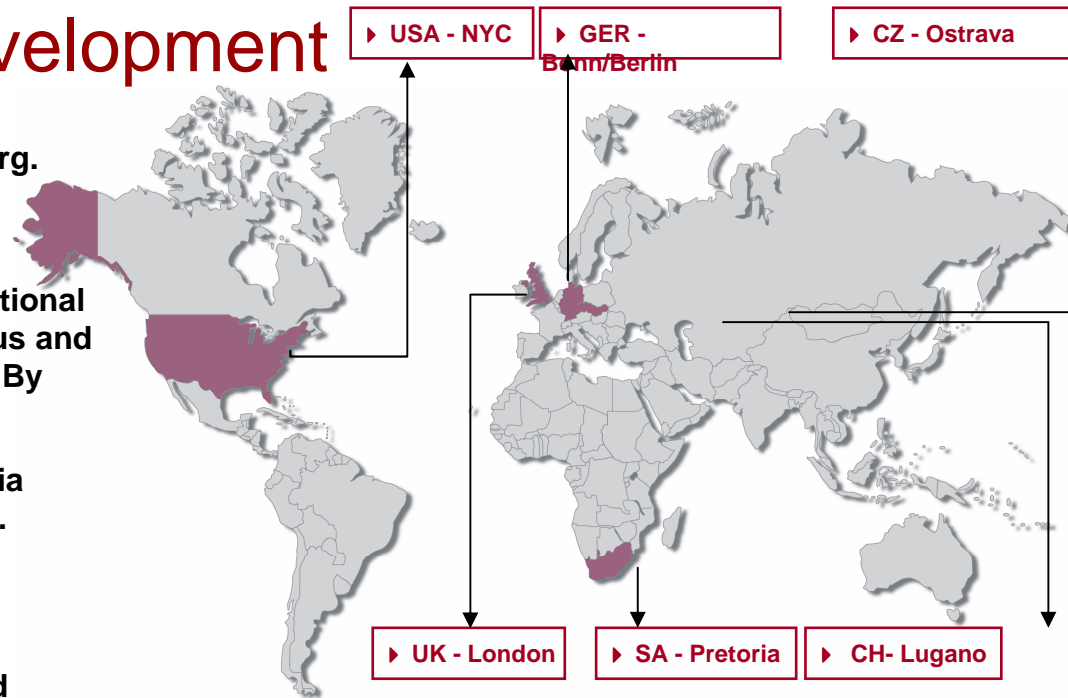 velopment
▸ USA - NYC
▸ GER -
Bonn/Berlin
▸ CZ - Ostrava
rg.
tional
us and
By
ia
.
d
▸ UK - London
▸ SA - Pretoria
▸ CH- Lugano